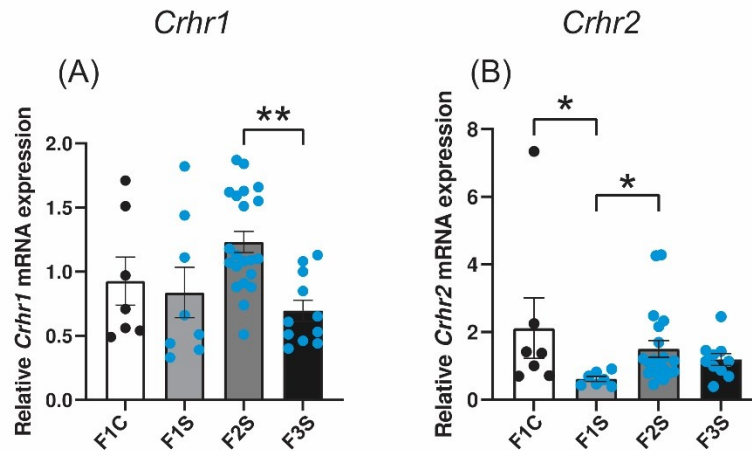 Crhr1
Crhr2
(A)
(B)
Relative Crhr1 mRNA expression
2.0
1.5
1.0
0.5
0.0
**
F1C
F1S
F2S
F3S
Relative Crhr2 mRNA expression
8
6
4
2
0
*
*
F1C
F1S
F2S
F3S